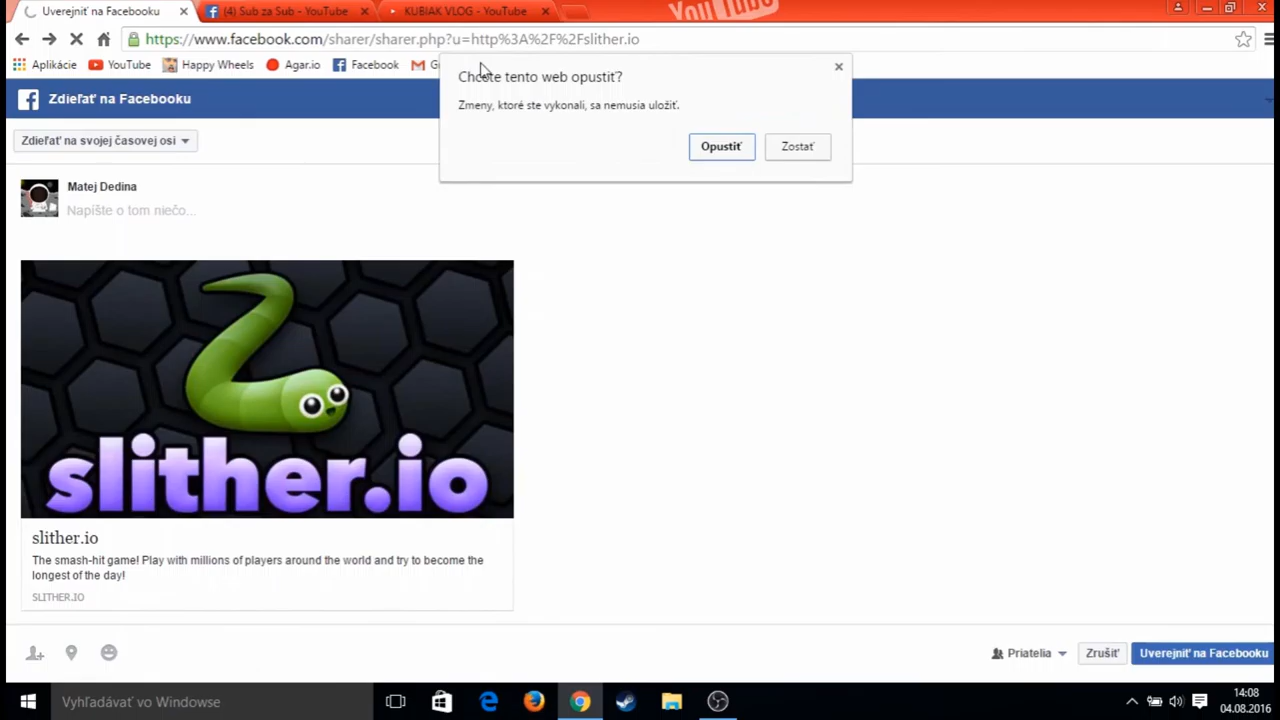 Uverejniť na Facebooku
(4) Sub za Sub - YouTube
KUBIAK VLOG - YouTube
YouTube
https://www.facebook.com/sharer/sharer.php?u=http%3A%2F%2Fslither.io
Aplikácie
YouTube
Happy Wheels
Agar.io
Facebook
Chcete tento web opustiť?
Zmeny, ktoré ste vykonali, sa nemusia uložiť.
Opustiť
Zostať
Zdieľať na Facebooku
Zdieľať na svojej časovej osi
Matej Dedina
Napíšte o tom niečo...
slither.io
slither.io
The smash-hit game! Play with millions of players around the world and try to become the
longest of the day!
SLITHER.IO
Priatelia
Zrušiť
Uverejniť na Facebooku
Vyhľadávať vo Windowse
14:08
04.08.2016